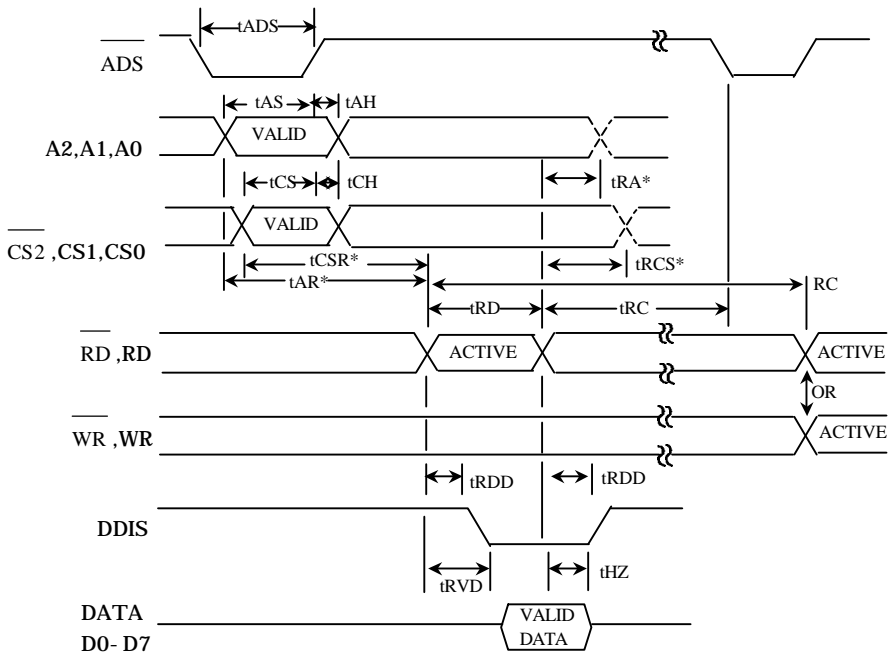 tADS
ADS
tAS tAH
VALID
A2,A1,A0
tRA*
tCS tCH
VALID
CS2 ,CS1,CS0
tCSR* tRCS*
tAR* RC
tRD tRC
RD ,RD ACTIVE ACTIVE
OR
WR ,WR ACTIVE
tRDD tRDD
DDIS
tRVD tHZ
DATA VALID
D0- D7 DATA